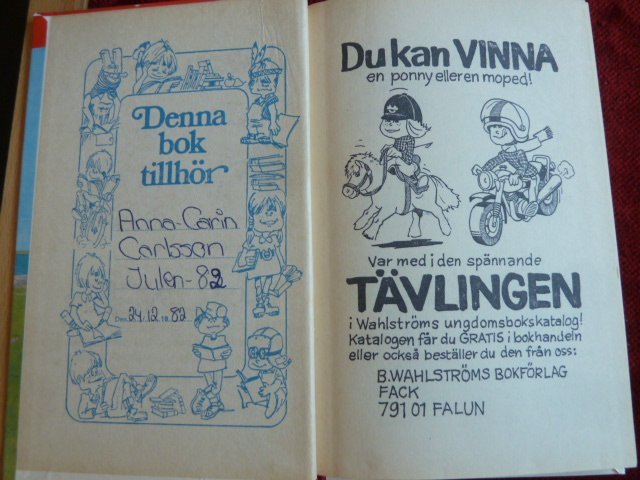 Denna
bok
tillhör
Anna-Carin
Carlsson
Julen-82
Den 24.12.1982
Du kan VINNA
en ponny eller en moped!
Var med i den spännande
TÄVLINGEN
i Wahlströms ungdomsbokskatalog!
Katalogen får du GRATIS i bokhandeln
eller också beställer du den från oss:
B.WAHLSTRÖMS BOKFÖRLAG
FACK
791 01 FALUN